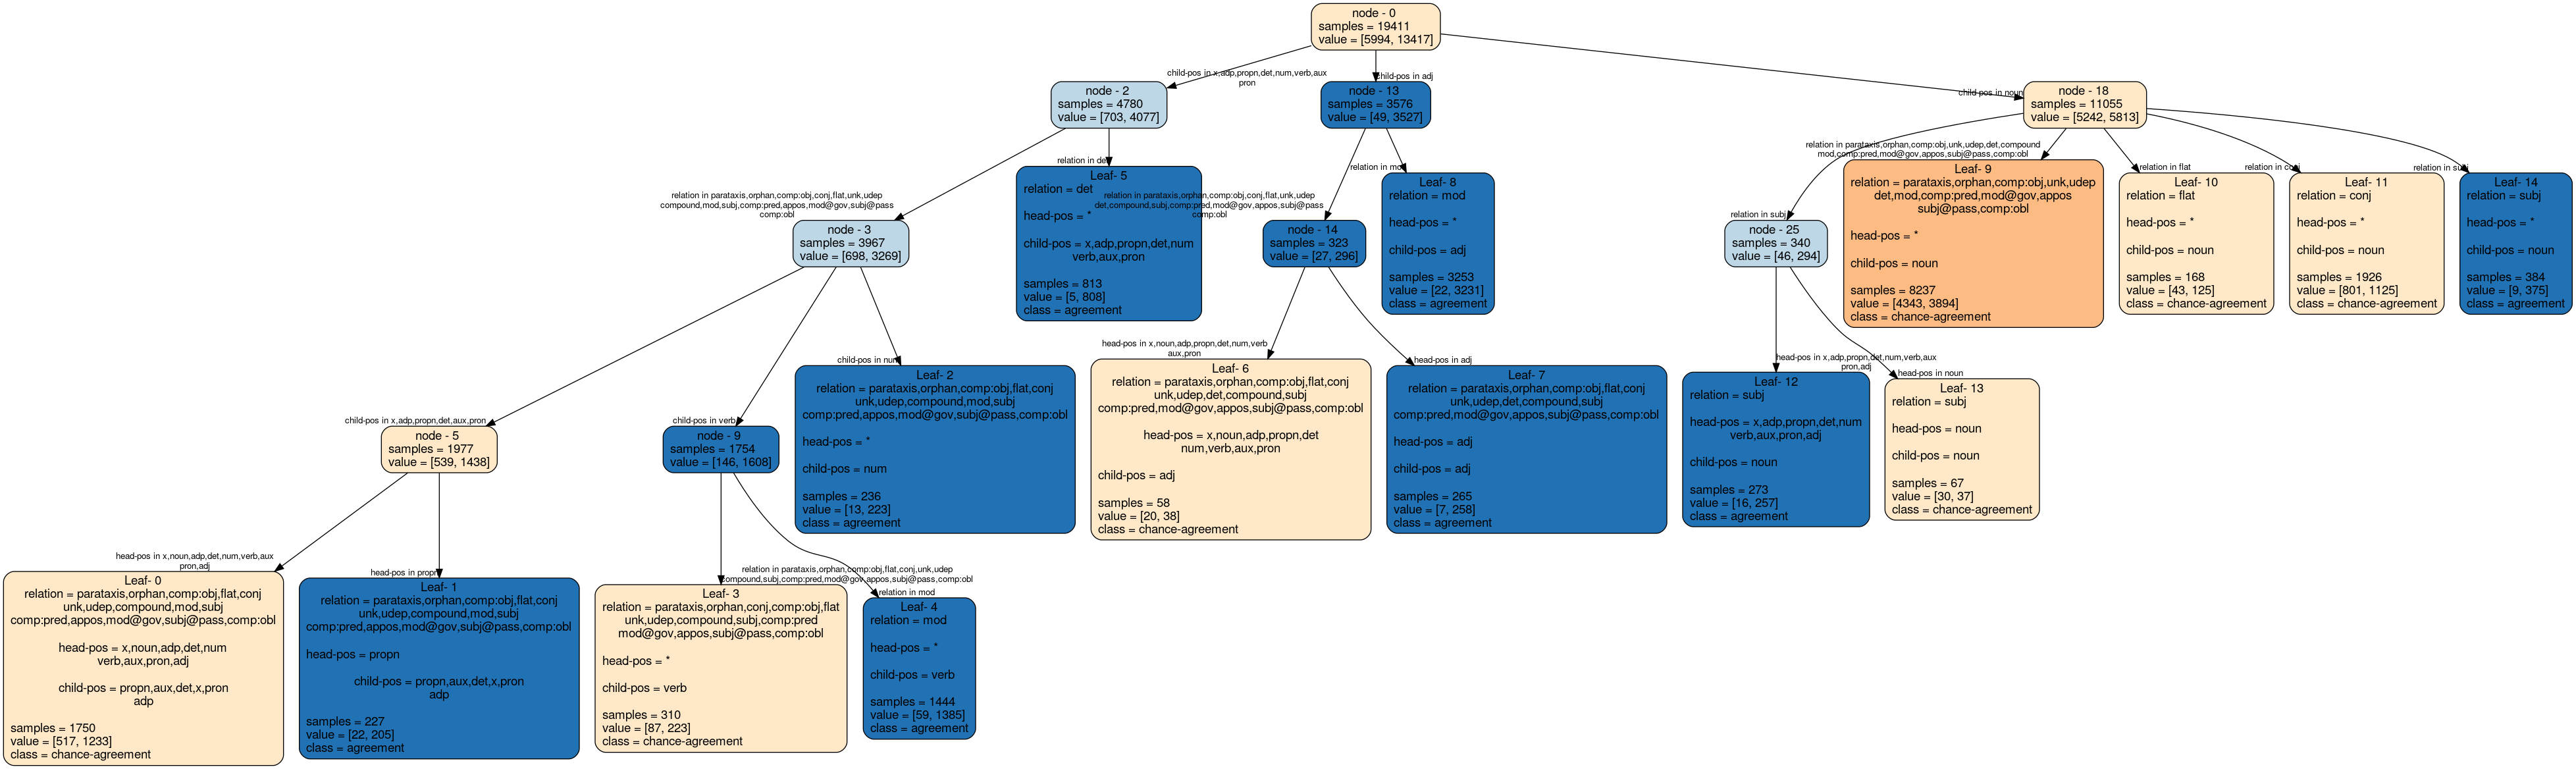 node - 0
samples = 19411
value = [5994, 13417]
child-pos in x,adp,propn,det,num,verb,aux
pron
child-pos in adj
child-pos in noun
node - 2
samples = 4780
value = [703, 4077]
node - 13
samples = 3576
value = [49, 3527]
node - 18
samples = 11055
value = [5242, 5813]
relation in parataxis,orphan,comp:obj,conj,flat,unk,udep
compound,mod,subj,comp:pred,appos,mod@gov,subj@pass
comp:obl
relation in det
relation in parataxis,orphan,comp:obj,conj,flat,unk,udep
det,compound,subj,comp:pred,mod@gov,appos,subj@pass
comp:obl
relation in mod
relation in subj
relation in parataxis,orphan,comp:obj,unk,udep,det,compound
mod,comp:pred,mod@gov,appos,subj@pass,comp:obl
relation in flat
relation in conj
relation in subj
node - 3
samples = 3967
value = [698, 3269]
Leaf- 5
relation = det
head-pos = *
child-pos = x,adp,propn,det,num
verb,aux,pron
samples = 813
value = [5, 808]
class = agreement
node - 14
samples = 323
value = [27, 296]
Leaf- 8
relation = mod
head-pos = *
child-pos = adj
samples = 3253
value = [22, 3231]
class = agreement
node - 25
samples = 340
value = [46, 294]
Leaf- 9
relation = parataxis,orphan,comp:obj,unk,udep
det,mod,comp:pred,mod@gov,appos
subj@pass,comp:obl
head-pos = *
child-pos = noun
samples = 8237
value = [4343, 3894]
class = chance-agreement
Leaf- 10
relation = flat
head-pos = *
child-pos = noun
samples = 168
value = [43, 125]
class = chance-agreement
Leaf- 11
relation = conj
head-pos = *
child-pos = noun
samples = 1926
value = [801, 1125]
class = chance-agreement
Leaf- 14
relation = subj
head-pos = *
child-pos = noun
samples = 384
value = [9, 375]
class = agreement
child-pos in x,adp,propn,det,aux,pron
child-pos in verb
child-pos in num
head-pos in x,noun,adp,propn,det,num,verb
aux,pron
head-pos in adj
head-pos in x,adp,propn,det,num,verb,aux
pron,adj
head-pos in noun
node - 5
samples = 1977
value = [539, 1438]
node - 9
samples = 1754
value = [146, 1608]
Leaf- 2
relation = parataxis,orphan,comp:obj,flat,conj
unk,udep,compound,mod,subj
comp:pred,appos,mod@gov,subj@pass,comp:obl
head-pos = *
child-pos = num
samples = 236
value = [13, 223]
class = agreement
Leaf- 6
relation = parataxis,orphan,comp:obj,flat,conj
unk,udep,det,compound,subj
comp:pred,mod@gov,appos,subj@pass,comp:obl
head-pos = x,noun,adp,propn,det
num,verb,aux,pron
child-pos = adj
samples = 58
value = [20, 38]
class = chance-agreement
Leaf- 7
relation = parataxis,orphan,comp:obj,flat,conj
unk,udep,det,compound,subj
comp:pred,mod@gov,appos,subj@pass,comp:obl
head-pos = adj
child-pos = adj
samples = 265
value = [7, 258]
class = agreement
Leaf- 12
relation = subj
head-pos = x,adp,propn,det,num
verb,aux,pron,adj
child-pos = noun
samples = 273
value = [16, 257]
class = agreement
Leaf- 13
relation = subj
head-pos = noun
child-pos = noun
samples = 67
value = [30, 37]
class = chance-agreement
head-pos in x,noun,adp,det,num,verb,aux
pron,adj
head-pos in propn
relation in parataxis,orphan,comp:obj,flat,conj,unk,udep
compound,subj,comp:pred,mod@gov,appos,subj@pass,comp:obl
relation in mod
Leaf- 0
relation = parataxis,orphan,comp:obj,flat,conj
unk,udep,compound,mod,subj
comp:pred,appos,mod@gov,subj@pass,comp:obl
head-pos = x,noun,adp,det,num
verb,aux,pron,adj
child-pos = propn,aux,det,x,pron
adp
samples = 1750
value = [517, 1233]
class = chance-agreement
Leaf- 1
relation = parataxis,orphan,comp:obj,flat,conj
unk,udep,compound,mod,subj
comp:pred,appos,mod@gov,subj@pass,comp:obl
head-pos = propn
child-pos = propn,aux,det,x,pron
adp
samples = 227
value = [22, 205]
class = agreement
Leaf- 3
relation = parataxis,orphan,conj,comp:obj,flat
unk,udep,compound,subj,comp:pred
mod@gov,appos,subj@pass,comp:obl
head-pos = *
child-pos = verb
samples = 310
value = [87, 223]
class = chance-agreement
Leaf- 4
relation = mod
head-pos = *
child-pos = verb
samples = 1444
value = [59, 1385]
class = agreement